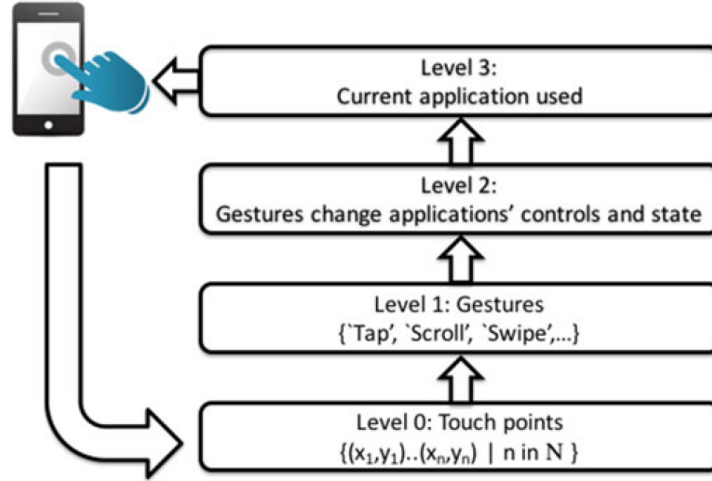 Level 3:
Current application used
Level 2:
Gestures change applications’ controls and state
Level 1: Gestures
{`Tap’, `Scroll’, `Swipe’,...}
Level 0: Touch points
{(x₁,y₁)..(xₙ,yₙ) | n in N }